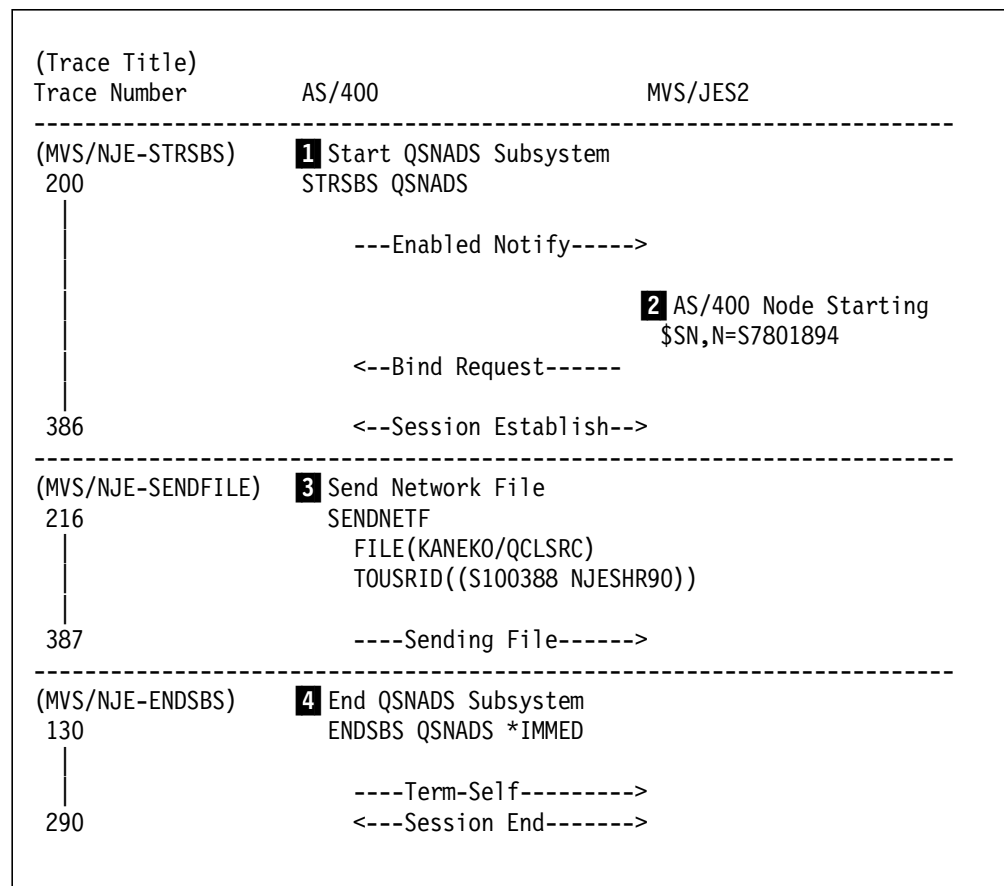 (Trace Title)
Trace Number AS/400 MVS/JES2
------------------------------------------------------------------------
(MVS/NJE-STRSBS) 1 Start QSNADS Subsystem
200 STRSBS QSNADS
|
| ---Enabled Notify----->
|
| 2 AS/400 Node Starting
| $SN,N=S7801894
| <--Bind Request------
|
386 <--Session Establish-->
------------------------------------------------------------------------
(MVS/NJE-SENDFILE) 3 Send Network File
216 SENDNETF
| FILE(KANEKO/QCLSRC)
| TOUSRID((S100388 NJESHR90))
|
387 ----Sending File------>
------------------------------------------------------------------------
(MVS/NJE-ENDSBS) 4 End QSNADS Subsystem
130 ENDSBS QSNADS *IMMED
|
| ----Term-Self--------->
290 <---Session End------->